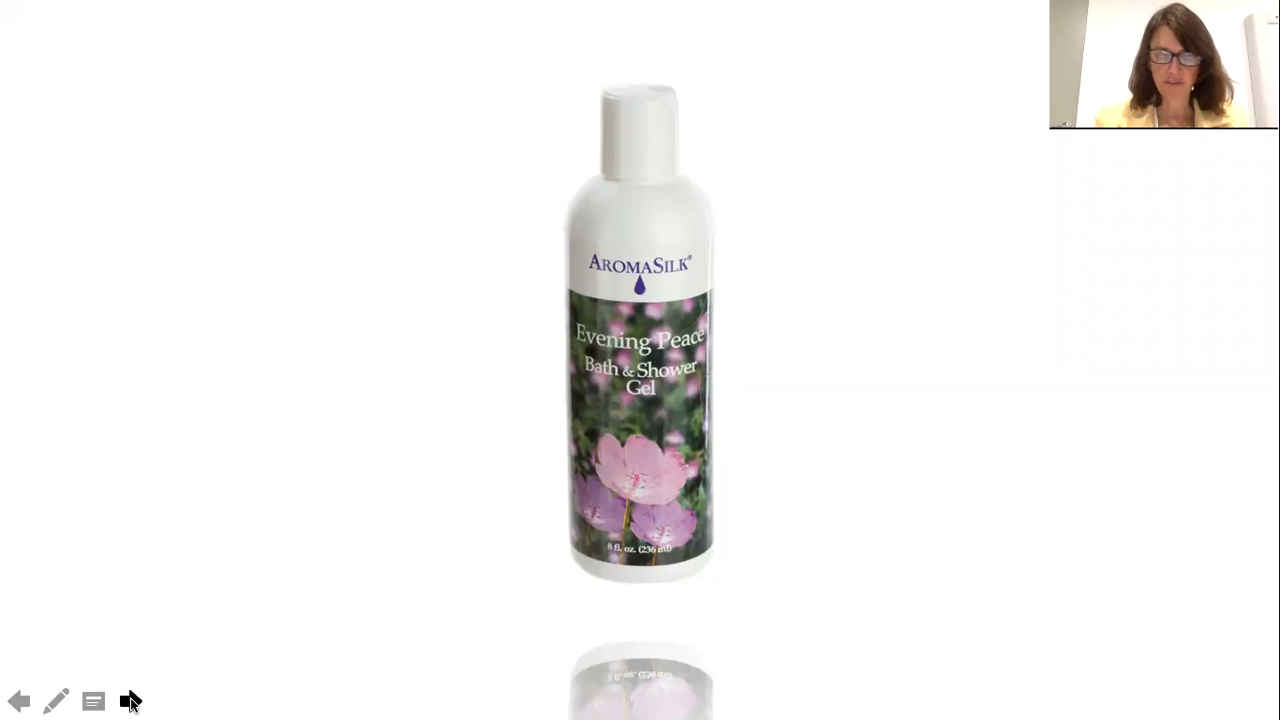 AROMASILK®
Evening Peace
Bath & Shower
Gel
8 fl. oz. (236 ml)